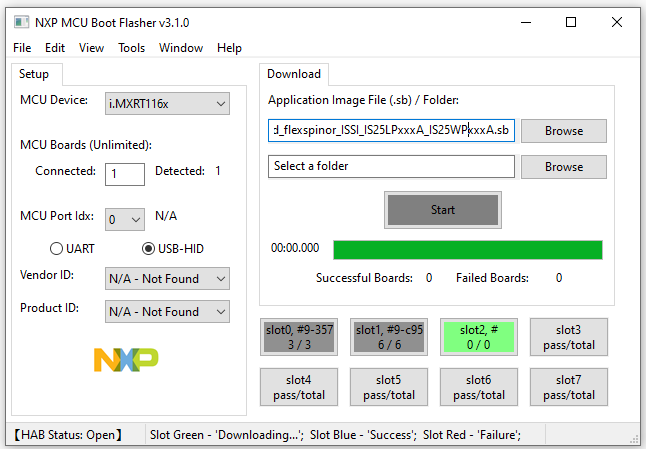 NXP MCU Boot Flasher v3.1.0
File Edit View Tools Window Help
Setup
MCU Device: i.MXRT116x
MCU Boards (Unlimited):
Connected: 1 Detected: 1
MCU Port Idx: 0 N/A
UART USB-HID
Vendor ID: N/A - Not Found
Product ID: N/A - Not Found
NXP
Download
Application Image File (.sb) / Folder:
d_flexspinor_ISSI_IS25LPxxxA_IS25WPxxxA.sb Browse
Select a folder Browse
Start
00:00.000
Successful Boards: 0 Failed Boards: 0
slot0, #9-357 slot1, #9-c95 slot2, # slot3
3 / 3 6 / 6 0 / 0 pass/total
slot4 slot5 slot6 slot7
pass/total pass/total pass/total pass/total
【HAB Status: Open】 Slot Green - 'Downloading...'; Slot Blue - 'Success'; Slot Red - 'Failure';